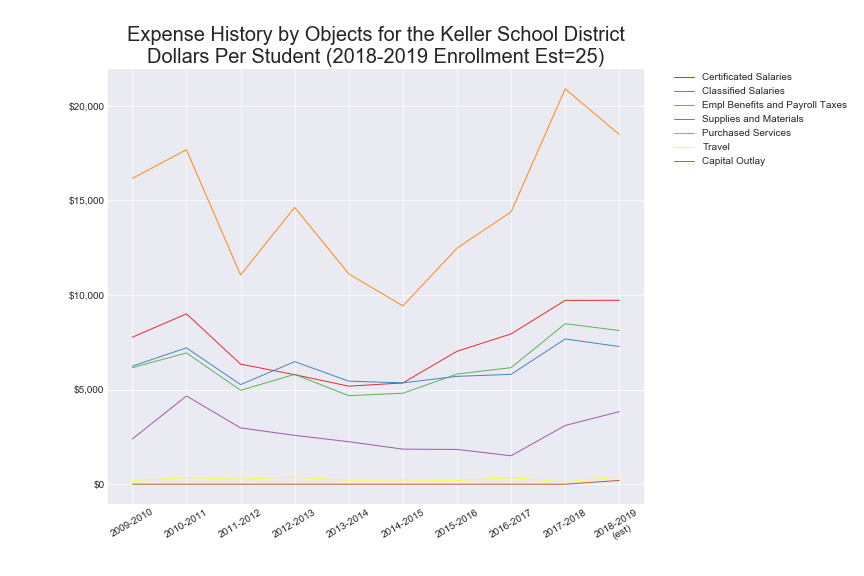 Expense History by Objects for the Keller School District
Dollars Per Student (2018-2019 Enrollment Est=25)
Certificated Salaries
Classified Salaries
Empl Benefits and Payroll Taxes
Supplies and Materials
Purchased Services
Travel
Capital Outlay
$20,000
$15,000
$10,000
$5,000
$0
2009-2010
2010-2011
2011-2012
2012-2013
2013-2014
2014-2015
2015-2016
2016-2017
2017-2018
2018-2019
(est)